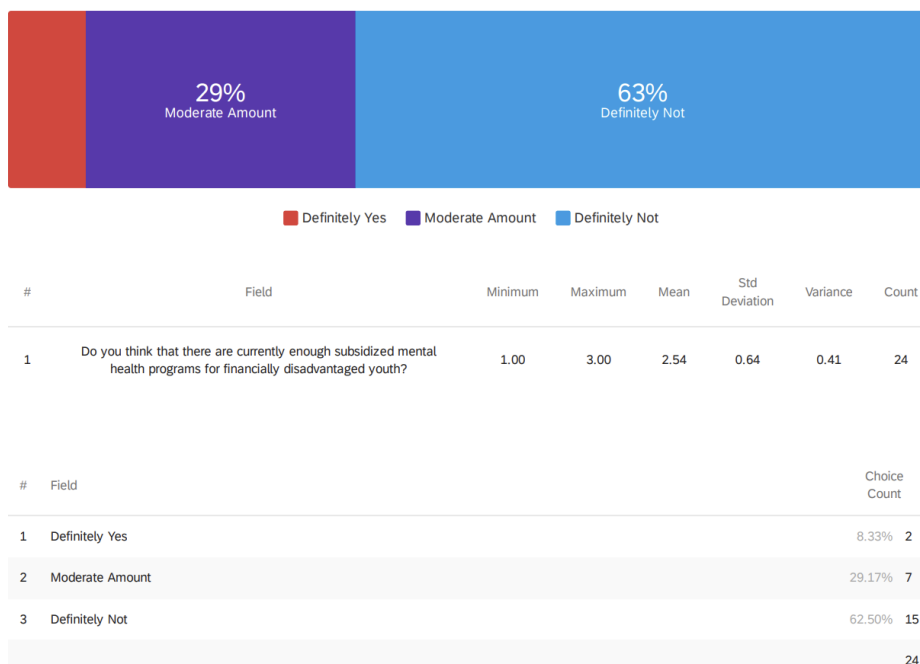 29%
Moderate Amount
63%
Definitely Not
Definitely Yes Moderate Amount Definitely Not
# Field Minimum Maximum Mean Std Deviation Variance Count
1 Do you think that there are currently enough subsidized mental health programs for financially disadvantaged youth? 1.00 3.00 2.54 0.64 0.41 24
# Field Choice Count
1 Definitely Yes 8.33% 2
2 Moderate Amount 29.17% 7
3 Definitely Not 62.50% 15
24